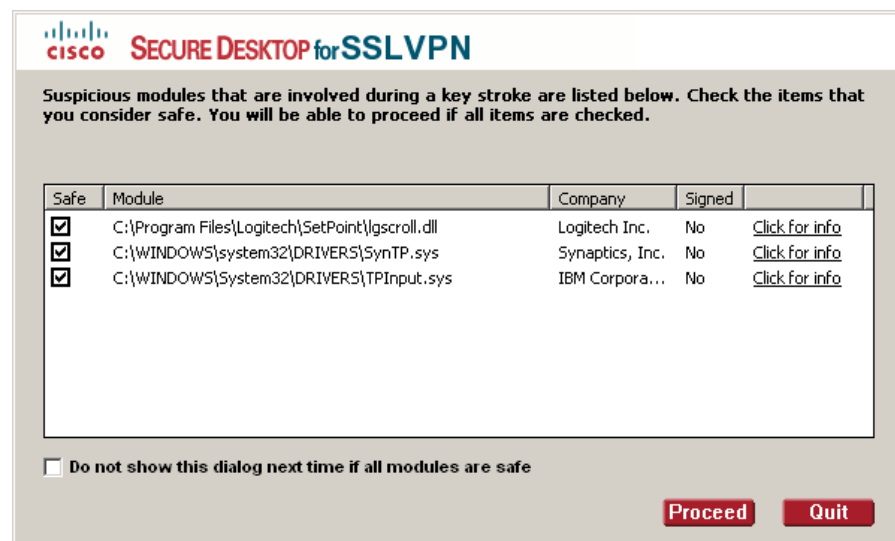 cisco SECURE DESKTOP for SSLVPN
Suspicious modules that are involved during a key stroke are listed below. Check the items that
you consider safe. You will be able to proceed if all items are checked.
Safe Module Company Signed
C:\Program Files\Logitech\SetPoint\lgscroll.dll Logitech Inc. No Click for info
C:\WINDOWS\system32\DRIVERS\SynTP.sys Synaptics, Inc. No Click for info
C:\WINDOWS\System32\DRIVERS\TPInput.sys IBM Corpora... No Click for info
Do not show this dialog next time if all modules are safe
Proceed Quit